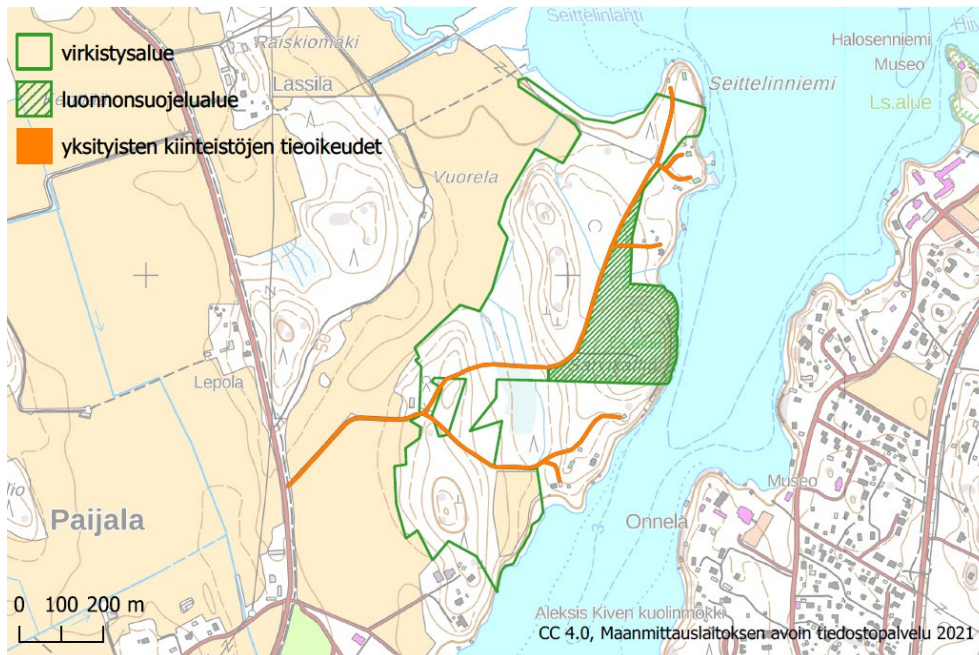 virkistysalue
luonnonsuojelualue
yksityisten kiinteistöjen tieoikeudet
Raiskiomäki
Lassila
Seittelinlahti
Seittelinniemi
Halosenniemi
Museo
Ls.alue
Vuorela
Lepola
Paijala
Museo
Onnela
Aleksis Kiven kuolinmökki
0 100 200 m
3
CC 4.0, Maanmittauslaitoksen avoin tiedostopalvelu 2021